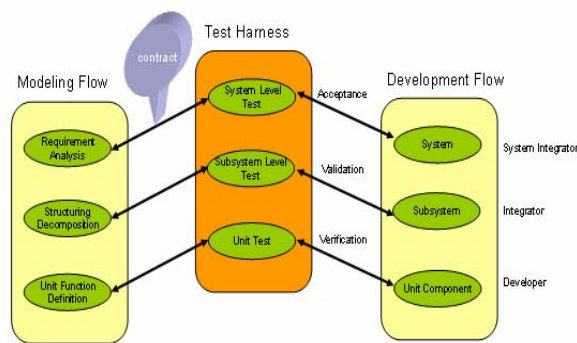 Test Harness
contract
Modeling Flow
Development Flow
System Level
Test
Acceptance
Requirement
Analysis
System
System Integrator
Subsystem Level
Test
Validation
Structuring
Decomposition
Subsystem
Integrator
Unit Test
Verification
Unit Function
Definition
Unit Component
Developer